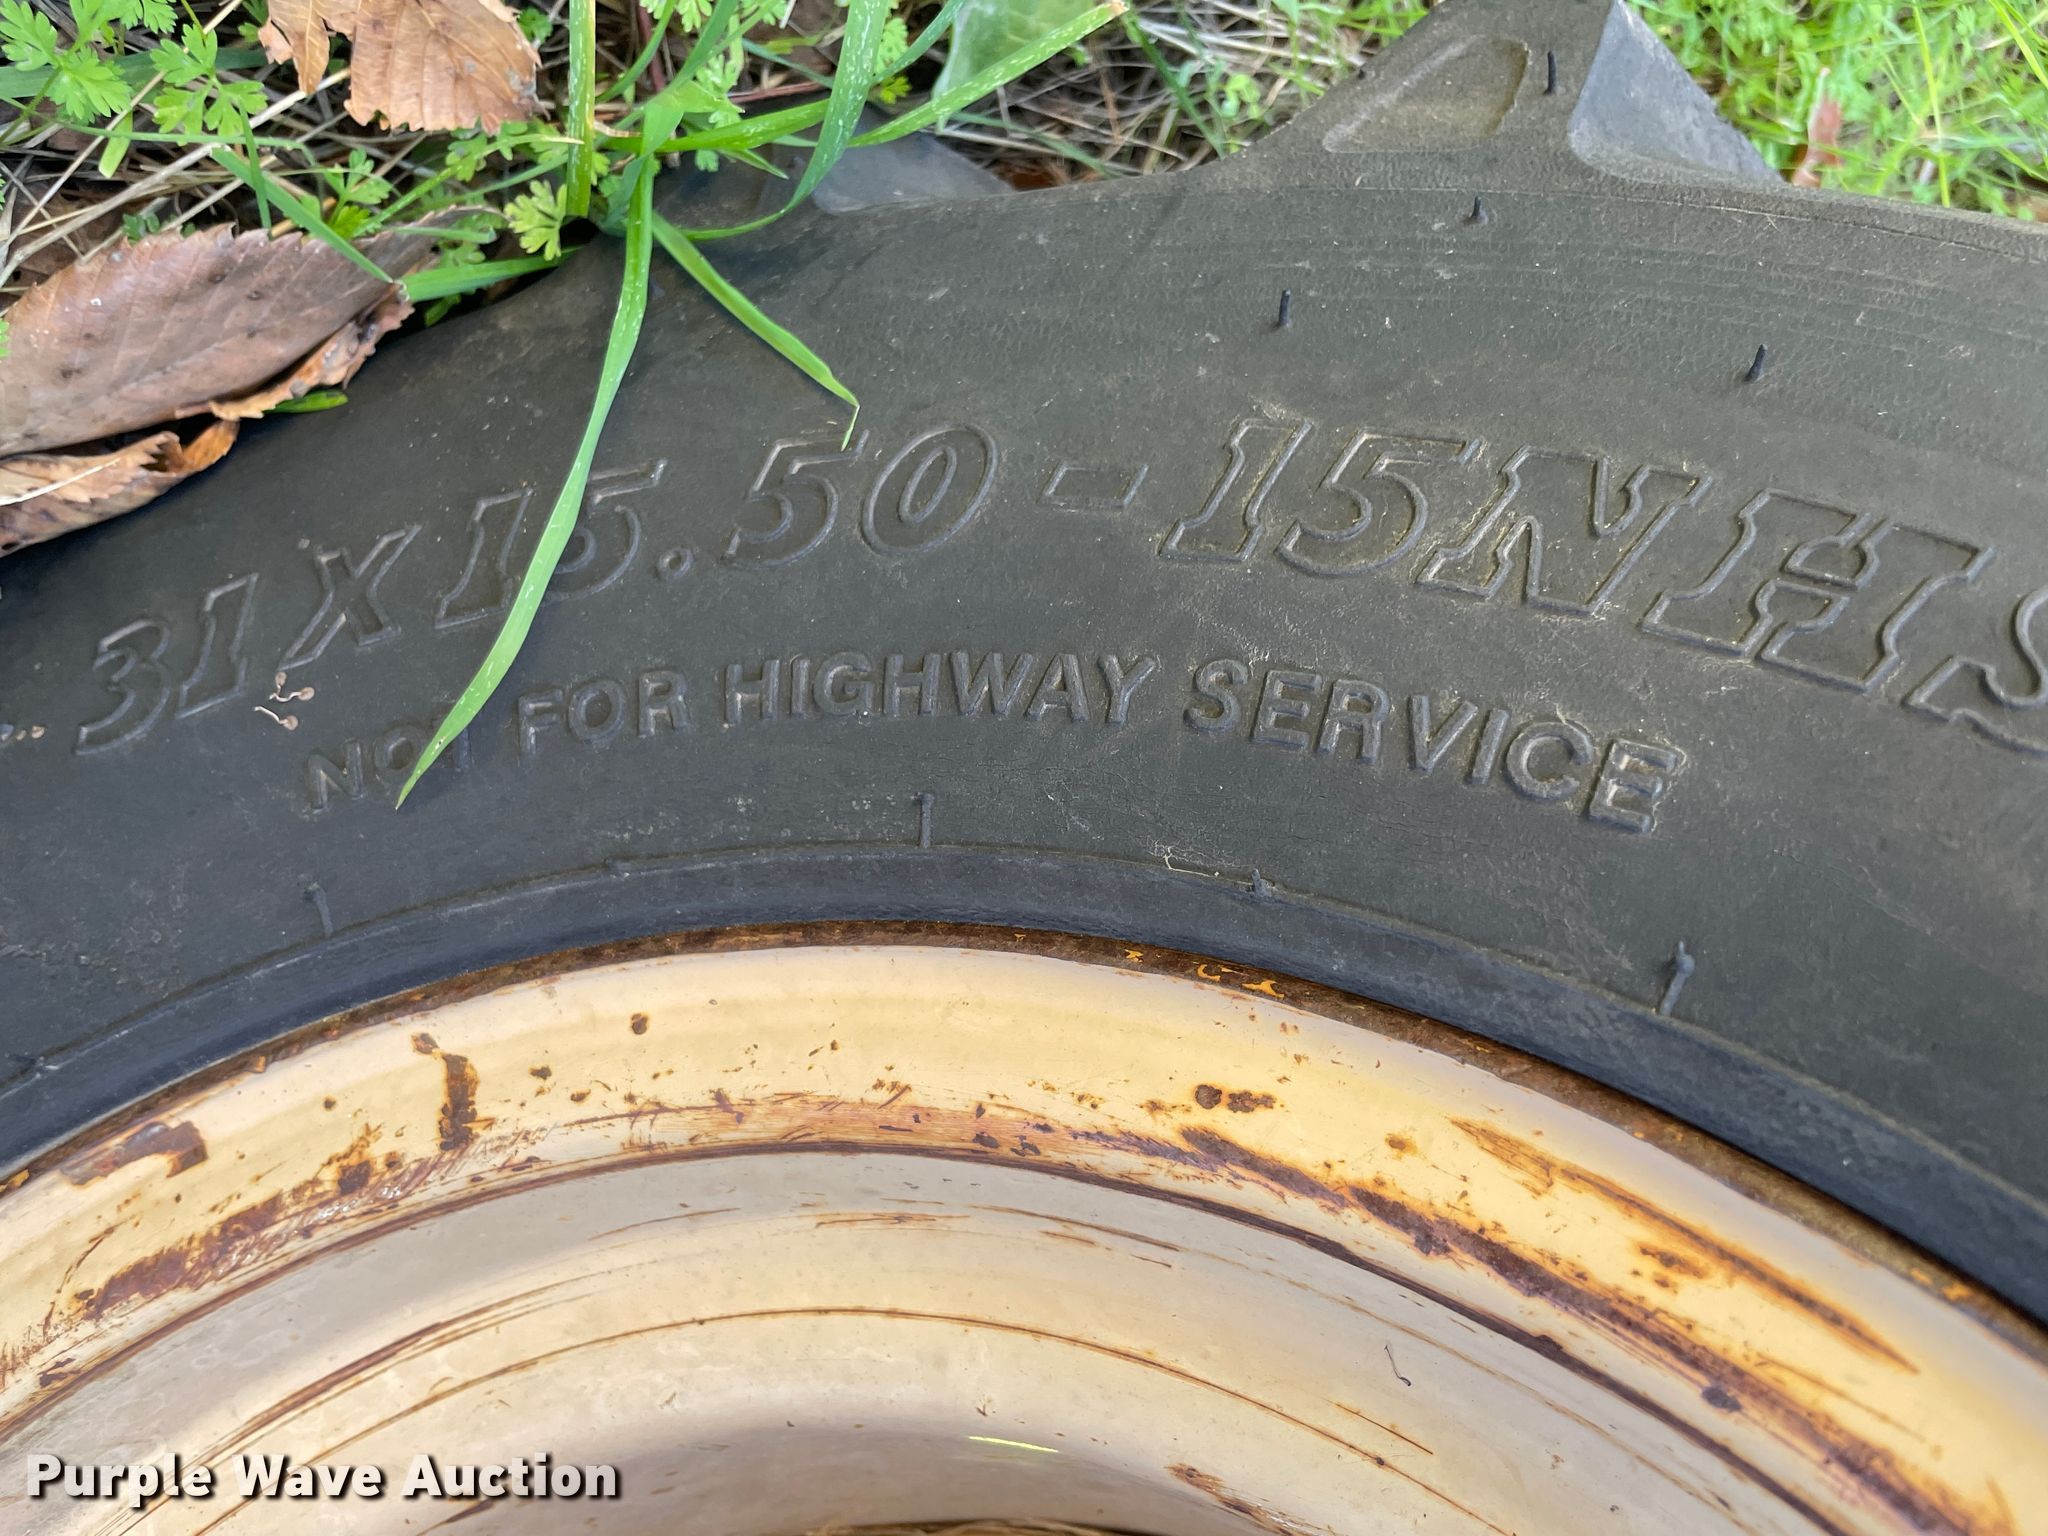 31X15.50-15NHS
NOT FOR HIGHWAY SERVICE
Purple Wave Auction